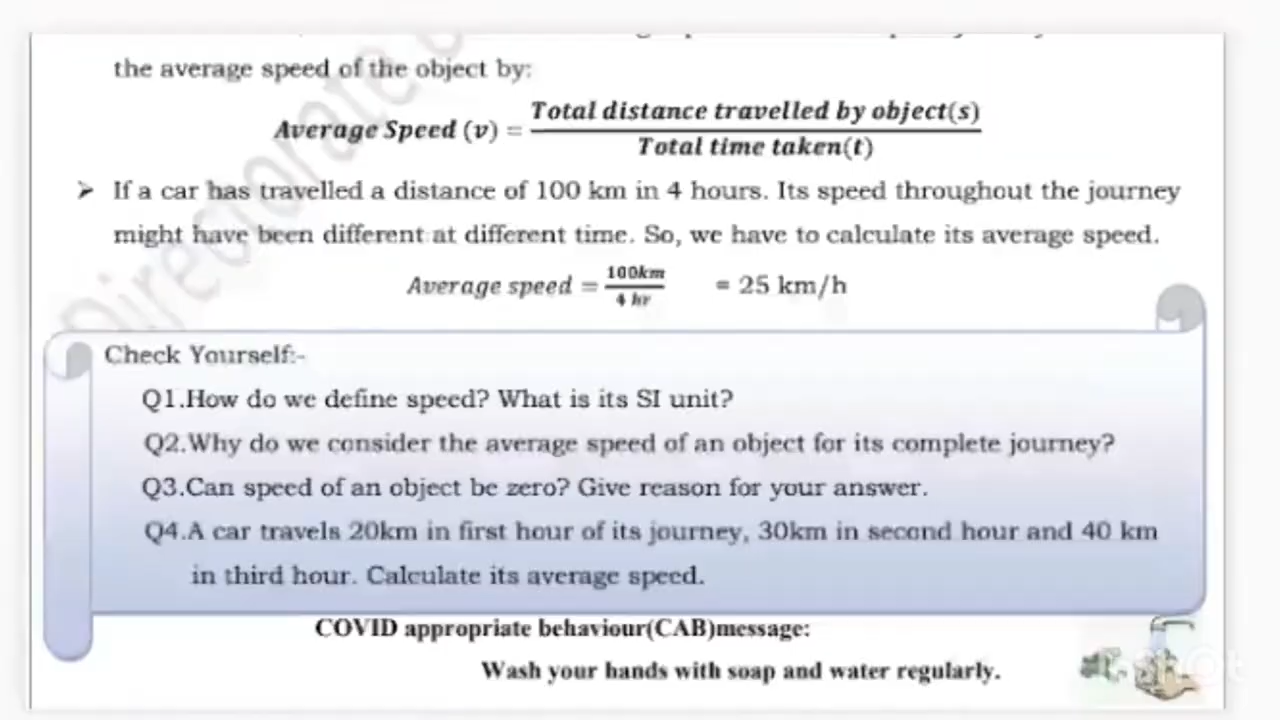 the average speed of the object by:
Average Speed (v) = Total distance travelled by object(s)
Total time taken(t)
➢ If a car has travelled a distance of 100 km in 4 hours. Its speed throughout the journey
might have been different at different time. So, we have to calculate its average speed.
Average speed = 100km / 4 hr = 25 km/h
Check Yourself:-
Q1.How do we define speed? What is its SI unit?
Q2.Why do we consider the average speed of an object for its complete journey?
Q3.Can speed of an object be zero? Give reason for your answer.
Q4.A car travels 20km in first hour of its journey, 30km in second hour and 40 km
in third hour. Calculate its average speed.
COVID appropriate behaviour(CAB)message:
Wash your hands with soap and water regularly.
Directorate